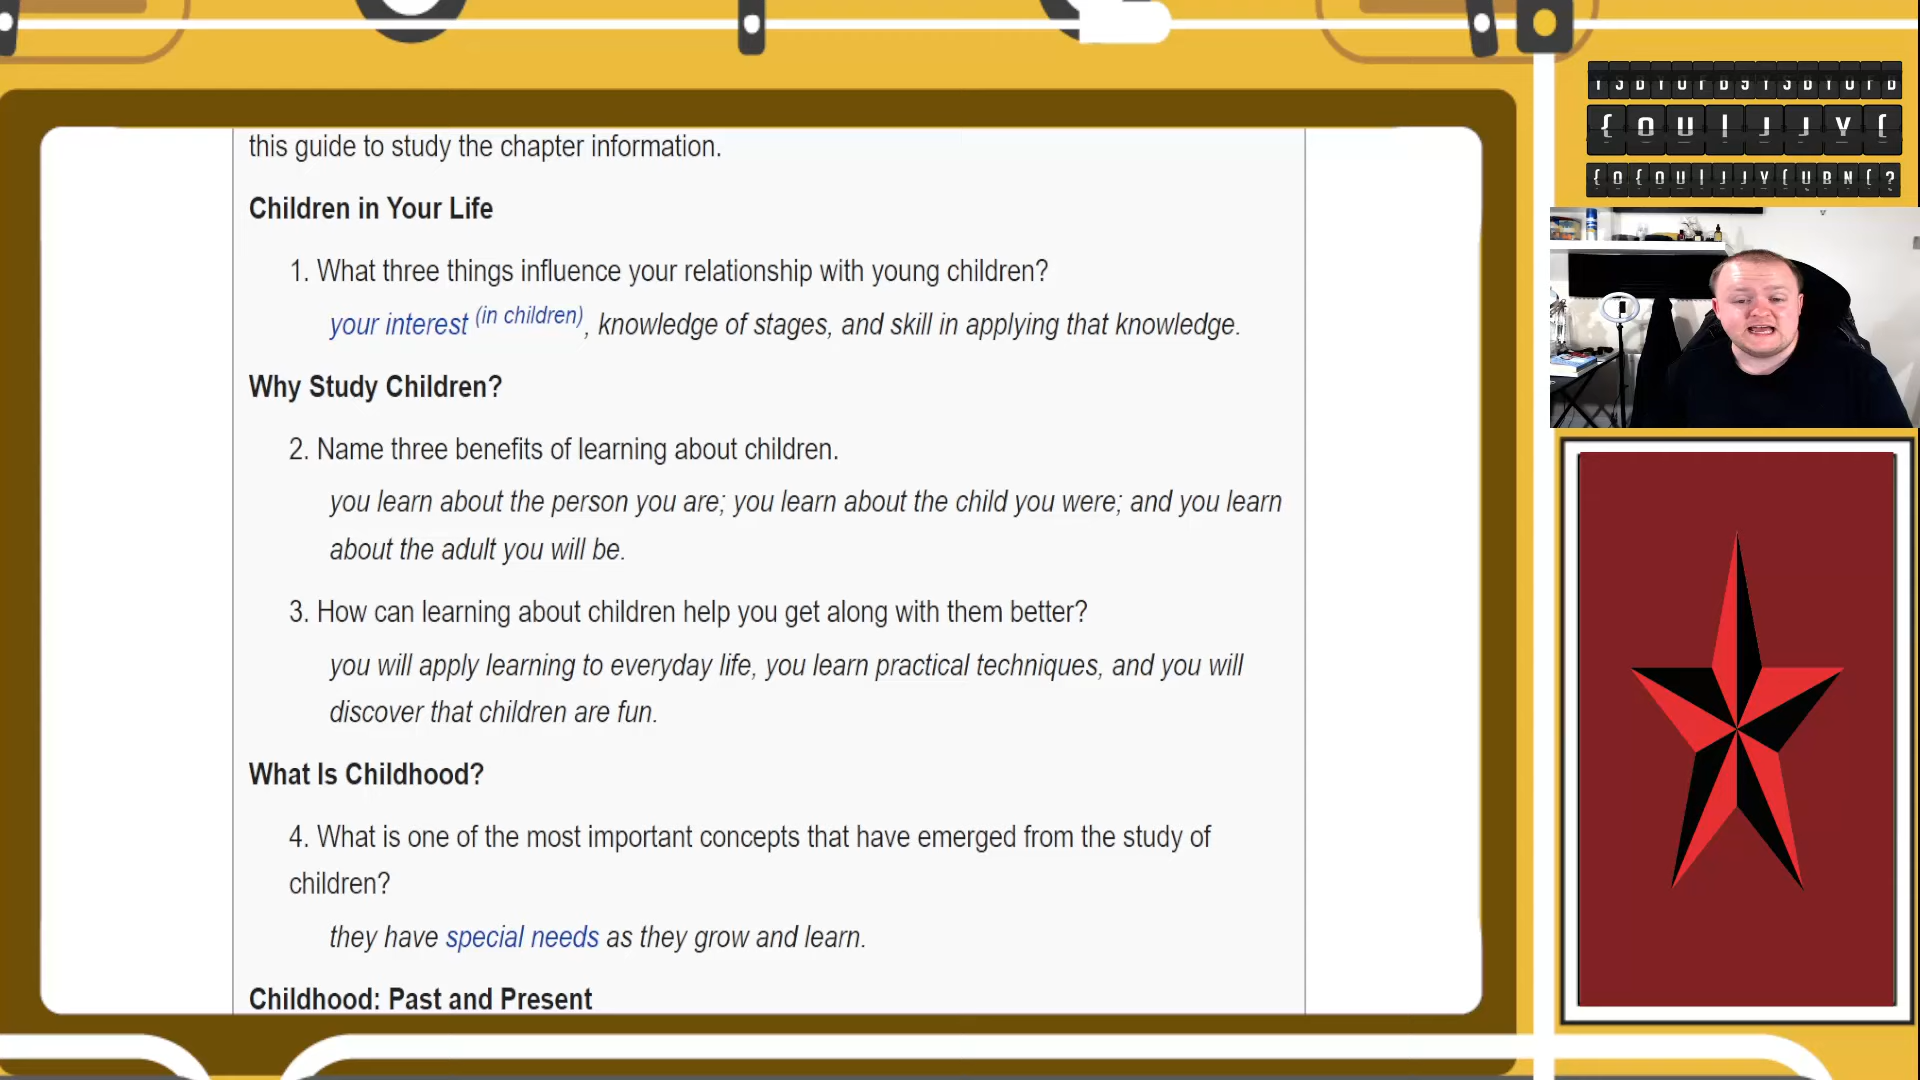 this guide to study the chapter information.
Children in Your Life
1. What three things influence your relationship with young children?
your interest (in children), knowledge of stages, and skill in applying that knowledge.
Why Study Children?
2. Name three benefits of learning about children.
you learn about the person you are; you learn about the child you were; and you learn
about the adult you will be.
3. How can learning about children help you get along with them better?
you will apply learning to everyday life, you learn practical techniques, and you will
discover that children are fun.
What Is Childhood?
4. What is one of the most important concepts that have emerged from the study of
children?
they have special needs as they grow and learn.
Childhood: Past and Present